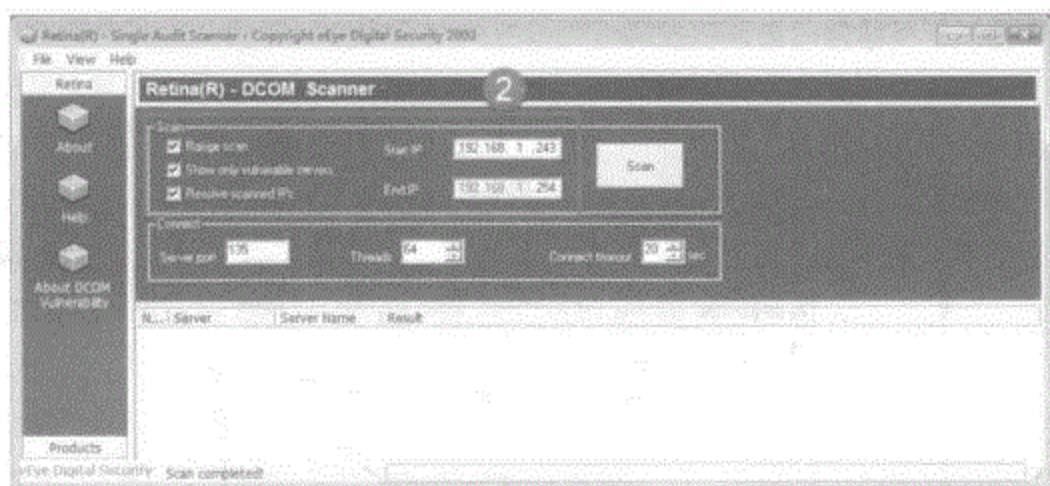 Retina(R) - Single Audit Scanner - Copyright eEye Digital Security
File View Help
Retina
Retina(R) - DCOM Scanner
2
About
Help
About DCOM
Vulnerability
Products
Scan
Range scan
Show only vulnerable servers
Resolve scanned IPs
Start IP
192 .168 . 1 .243
End IP
192 .168 . 1 .254
Scan
Connect
Server port
135
Threads
64
Connect timeout
20
sec
N... Server Server Name Result
eEye Digital Security
Scan completed!